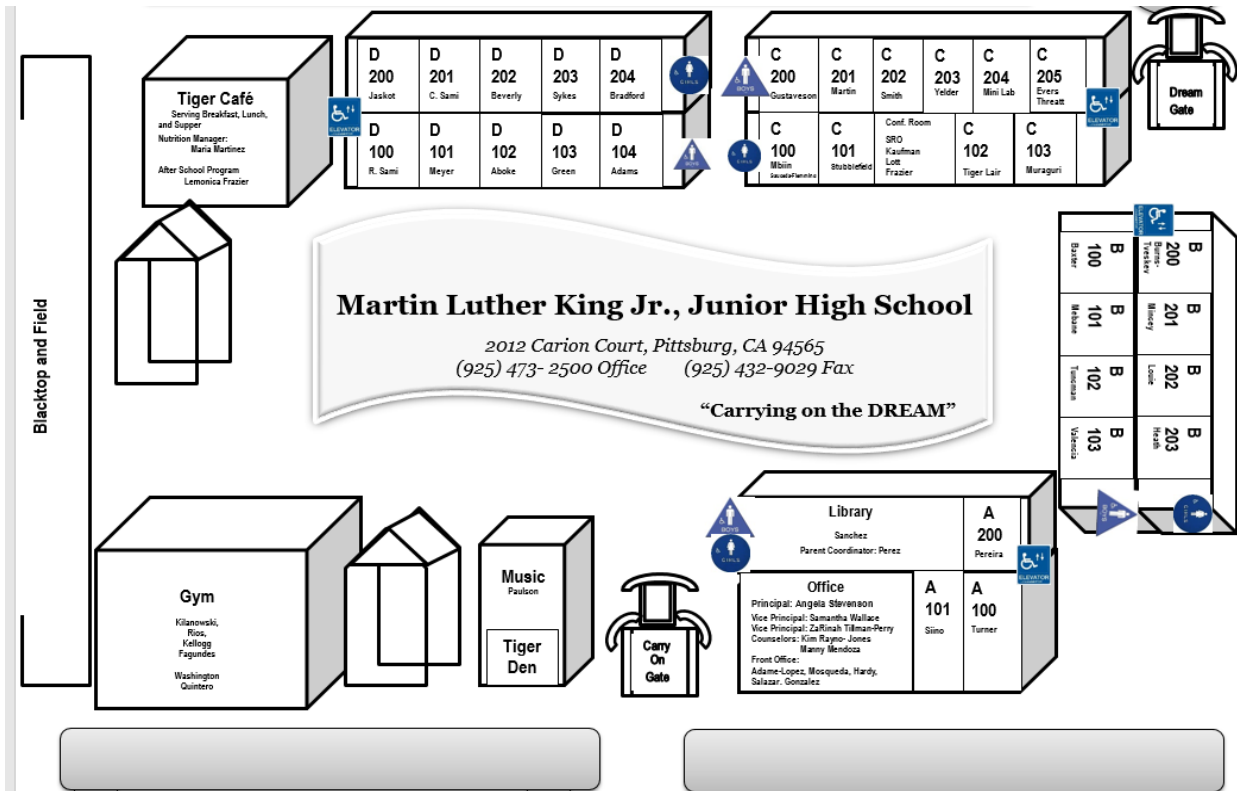 Tiger Café
Serving Breakfast, Lunch,
and Supper
Nutrition Manager:
Maria Martinez
After School Program
Lemonica Frazier
ELEVATOR
D
200
Jaskot
D
201
C. Sami
D
202
Beverly
D
203
Sykes
D
204
Bradford
GIRLS
D
100
R. Sami
D
101
Meyer
D
102
Aboke
D
103
Green
D
104
Adams
BOYS
BOYS
C
200
Gustaveson
C
201
Martin
C
202
Smith
C
203
Yelder
C
204
Mini Lab
C
205
Evers
Threatt
ELEVATOR
GIRLS
C
100
Mbiin
C
101
Stubblefield
Conf. Room
SRO
Kaufman
Lott
Frazier
C
102
Tiger Lair
C
103
Muraguri
Dream
Gate
Blacktop and Field
Martin Luther King Jr., Junior High School
2012 Carion Court, Pittsburg, CA 94565
(925) 473- 2500 Office (925) 432-9029 Fax
“Carrying on the DREAM”
ELEVATOR
B
100
Baxter
B
200
Burns-
Tveskev
B
101
Mebane
B
201
Mincey
B
102
Tuncman
B
202
Louie
B
103
Valencia
B
203
Heath
BOYS
GIRLS
Gym
Kilanowski,
Rios,
Kellogg
Fagundes
Washington
Quintero
Music
Paulson
Tiger
Den
Carry
On
Gate
BOYS
GIRLS
Library
Sanchez
Parent Coordinator: Perez
A
200
Pereira
ELEVATOR
Office
Principal: Angela Stevenson
Vice Principal: Samantha Wallace
Vice Principal: ZaRinah Tillman-Perry
Counselors: Kim Rayno- Jones
Manny Mendoza
Front Office:
Adame-Lopez, Mosqueda, Hardy,
Salazar. Gonzalez
A
101
Siino
A
100
Turner